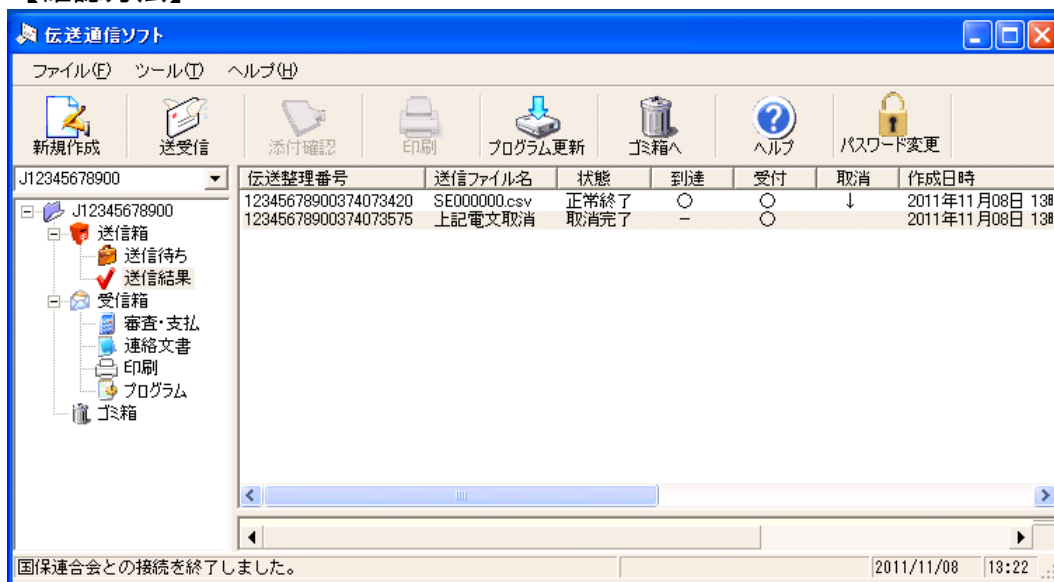 伝送通信ソフト
ファイル(F) ツール(T) ヘルプ(H)
新規作成 送受信 添付確認 印刷 プログラム更新 ゴミ箱へ ヘルプ パスワード変更
J12345678900
伝送整理番号 送信ファイル名 状態 到達 受付 取消 作成日時
12345678900374073420 SE000000.csv 正常終了 ○ ○ ↓ 2011年11月08日 13時
12345678900374073575 上記電文取消 取消完了 − ○ 2011年11月08日 13時
J12345678900
送信箱
送信待ち
送信結果
受信箱
審査・支払
連絡文書
印刷
プログラム
ゴミ箱
国保連合会との接続を終了しました。 2011/11/08 13:22